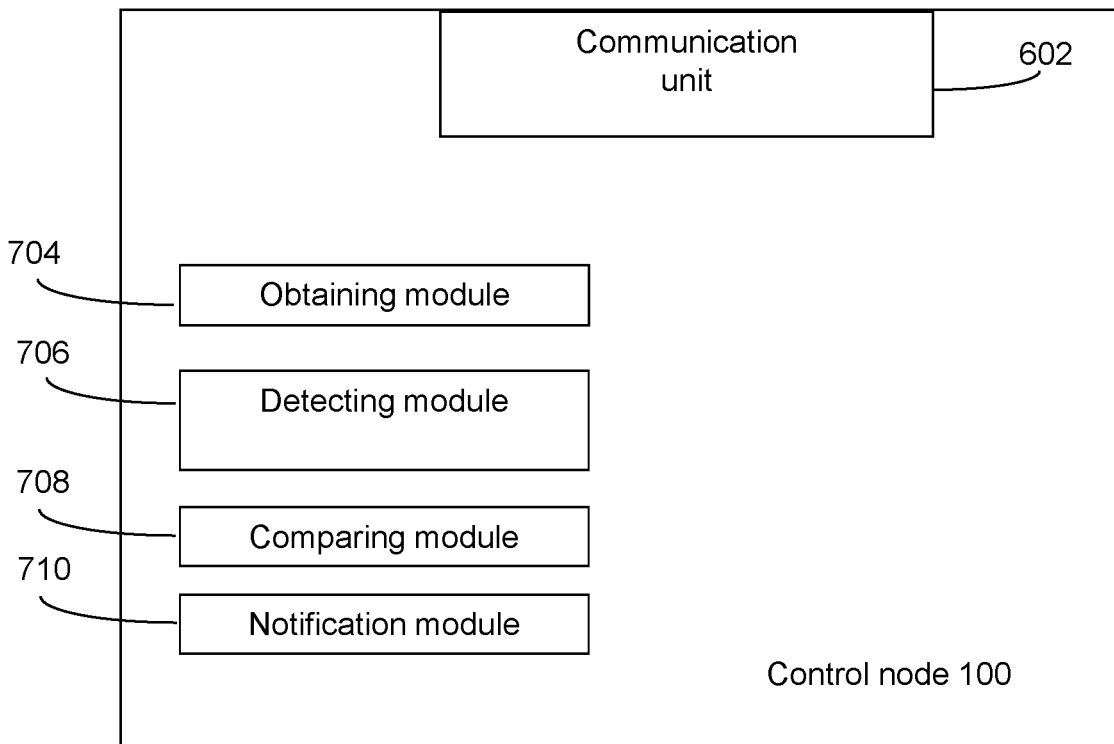 Communication
unit
602
704
Obtaining module
706
Detecting module
708
Comparing module
710
Notification module
Control node 100